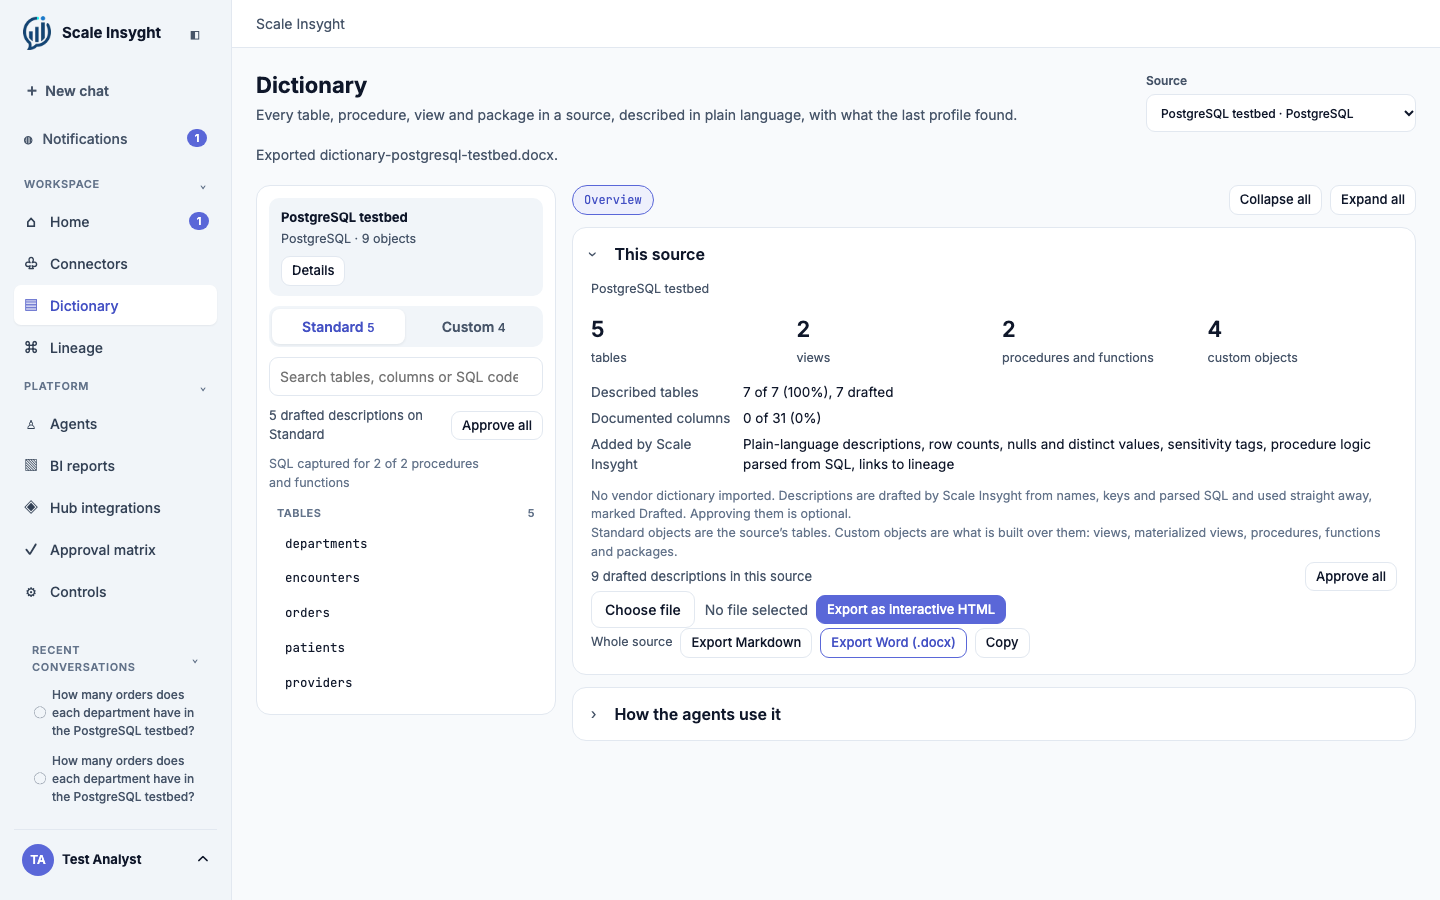 Scale Insyght
+ New chat
Notifications
1
WORKSPACE
Home
1
Connectors
Dictionary
Lineage
PLATFORM
Agents
BI reports
Hub integrations
Approval matrix
Controls
RECENT
CONVERSATIONS
How many orders does
each department have in
the PostgreSQL testbed?
How many orders does
each department have in
the PostgreSQL testbed?
TA
Test Analyst
Scale Insyght
Dictionary
Every table, procedure, view and package in a source, described in plain language, with what the last profile found.
Source
PostgreSQL testbed · PostgreSQL
Exported dictionary-postgresql-testbed.docx.
PostgreSQL testbed
PostgreSQL · 9 objects
Details
Standard 5
Custom 4
Search tables, columns or SQL code
5 drafted descriptions on
Standard
Approve all
SQL captured for 2 of 2 procedures
and functions
TABLES
5
departments
encounters
orders
patients
providers
Overview
Collapse all
Expand all
This source
PostgreSQL testbed
5
tables
2
views
2
procedures and functions
4
custom objects
Described tables
7 of 7 (100%), 7 drafted
Documented columns
0 of 31 (0%)
Added by Scale
Insyght
Plain-language descriptions, row counts, nulls and distinct values, sensitivity tags, procedure logic
parsed from SQL, links to lineage
No vendor dictionary imported. Descriptions are drafted by Scale Insyght from names, keys and parsed SQL and used straight away,
marked Drafted. Approving them is optional.
Standard objects are the source's tables. Custom objects are what is built over them: views, materialized views, procedures, functions
and packages.
9 drafted descriptions in this source
Approve all
Choose file
No file selected
Export as interactive HTML
Whole source
Export Markdown
Export Word (.docx)
Copy
How the agents use it